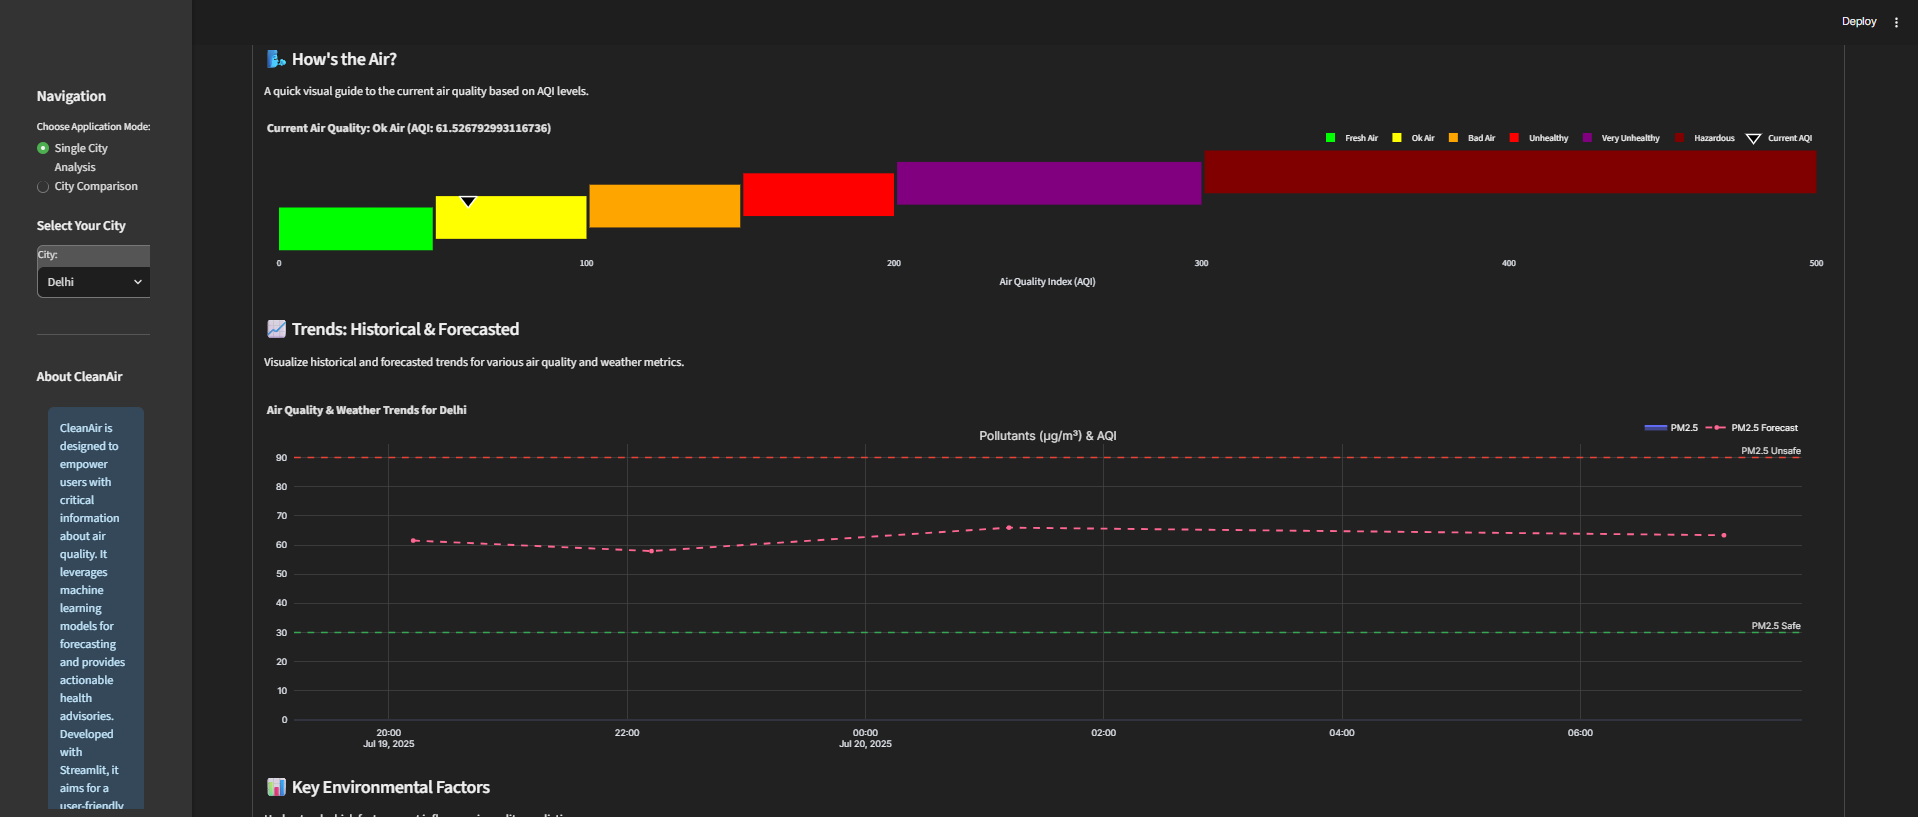 Deploy
Navigation
Choose Application Mode:
Single City
Analysis
City Comparison
Select Your City
City:
Delhi
About CleanAir
CleanAir is
designed to
empower
users with
critical
information
about air
quality. It
leverages
machine
learning
models for
forecasting
and provides
actionable
health
advisories.
Developed
with
Streamlit, it
aims for a
user-friendly
How's the Air?
A quick visual guide to the current air quality based on AQI levels.
Current Air Quality: Ok Air (AQI: 61.526792993116736)
Fresh Air Ok Air Bad Air Unhealthy Very Unhealthy Hazardous Current AQI
0 100 200 300 400 500
Air Quality Index (AQI)
Trends: Historical & Forecasted
Visualize historical and forecasted trends for various air quality and weather metrics.
Air Quality & Weather Trends for Delhi
PM2.5 PM2.5 Forecast
Pollutants (µg/m³) & AQI
PM2.5 Unsafe
90
80
70
60
50
40
30
PM2.5 Safe
20
10
0
20:00 22:00 00:00 02:00 04:00 06:00
Jul 19, 2025 Jul 20, 2025
Key Environmental Factors